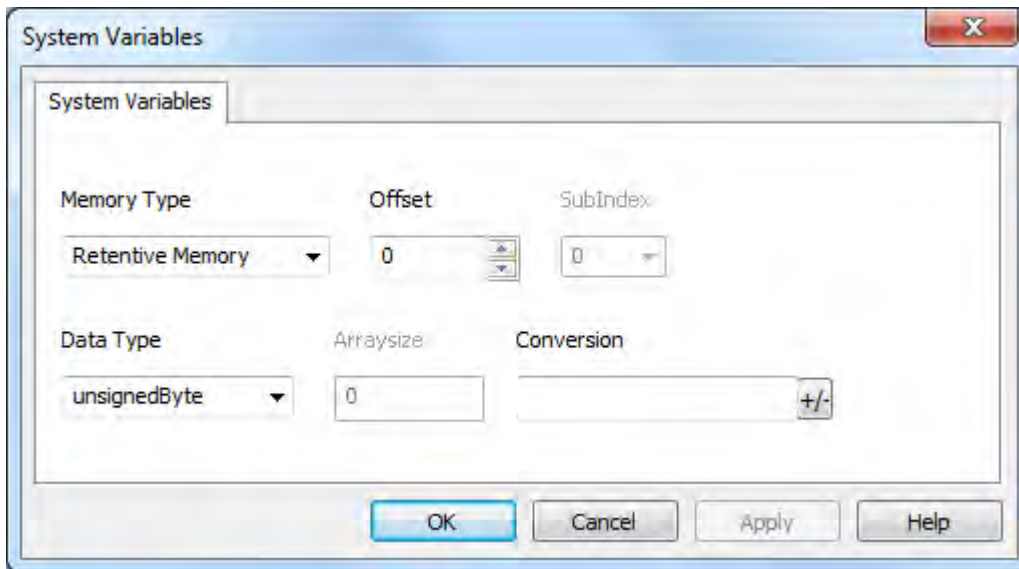 System Variables
X
System Variables
Memory Type Offset SubIndex
Retentive Memory 0 0
Data Type Arraysize Conversion
unsignedByte 0 +/-
OK Cancel Apply Help